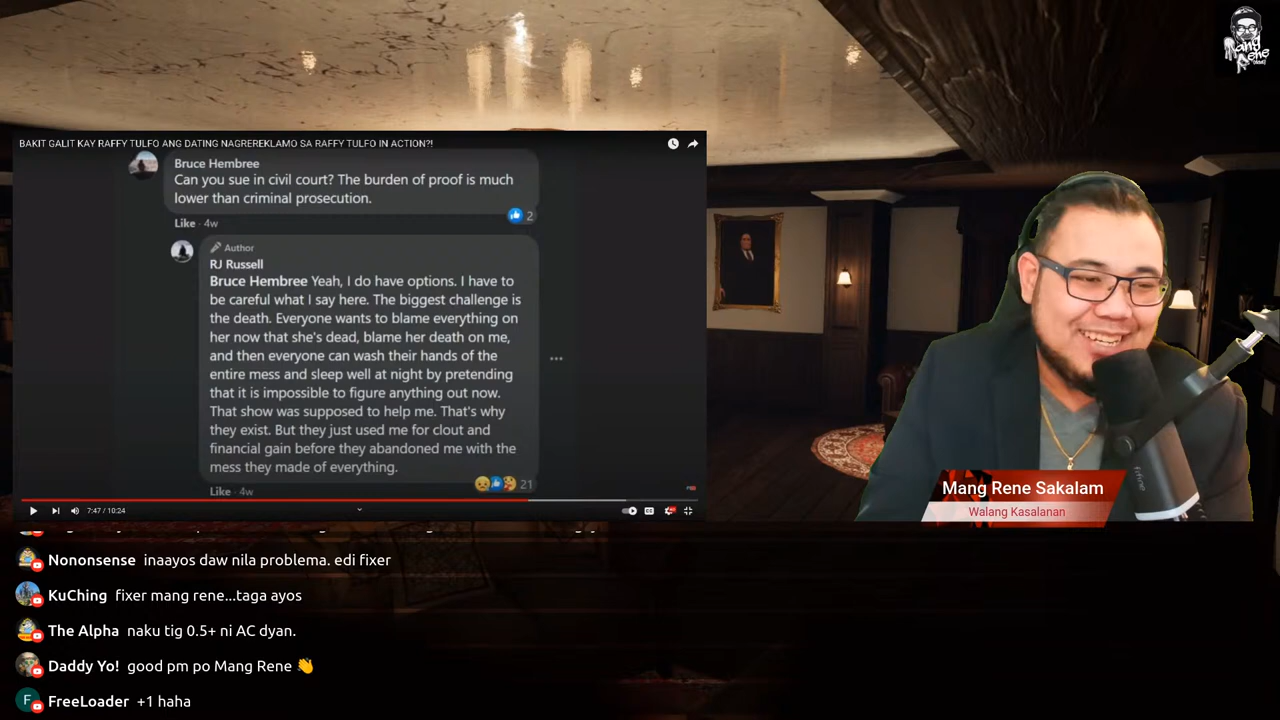 Mang Rene
BAKIT GALIT KAY RAFFY TULFO ANG DATING NAGREREKLAMO SA RAFFY TULFO IN ACTION?!
Bruce Hembree
Can you sue in civil court? The burden of proof is much
lower than criminal prosecution.
2
Like · 4w
Author
RJ Russell
Bruce Hembree Yeah, I do have options. I have to
be careful what I say here. The biggest challenge is
the death. Everyone wants to blame everything on
her now that she's dead, blame her death on me,
and then everyone can wash their hands of the
entire mess and sleep well at night by pretending
that it is impossible to figure anything out now.
That show was supposed to help me. That's why
they exist. But they just used me for clout and
financial gain before they abandoned me with the
mess they made of everything.
21
Like · 4w
7:47 / 10:24
Mang Rene Sakalam
Walang Kasalanan
fifine
Nononsense inaayos daw nila problema. edi fixer
KuChing fixer mang rene...taga ayos
The Alpha naku tig 0.5+ ni AC dyan.
Daddy Yo! good pm po Mang Rene 👋
F
FreeLoader +1 haha